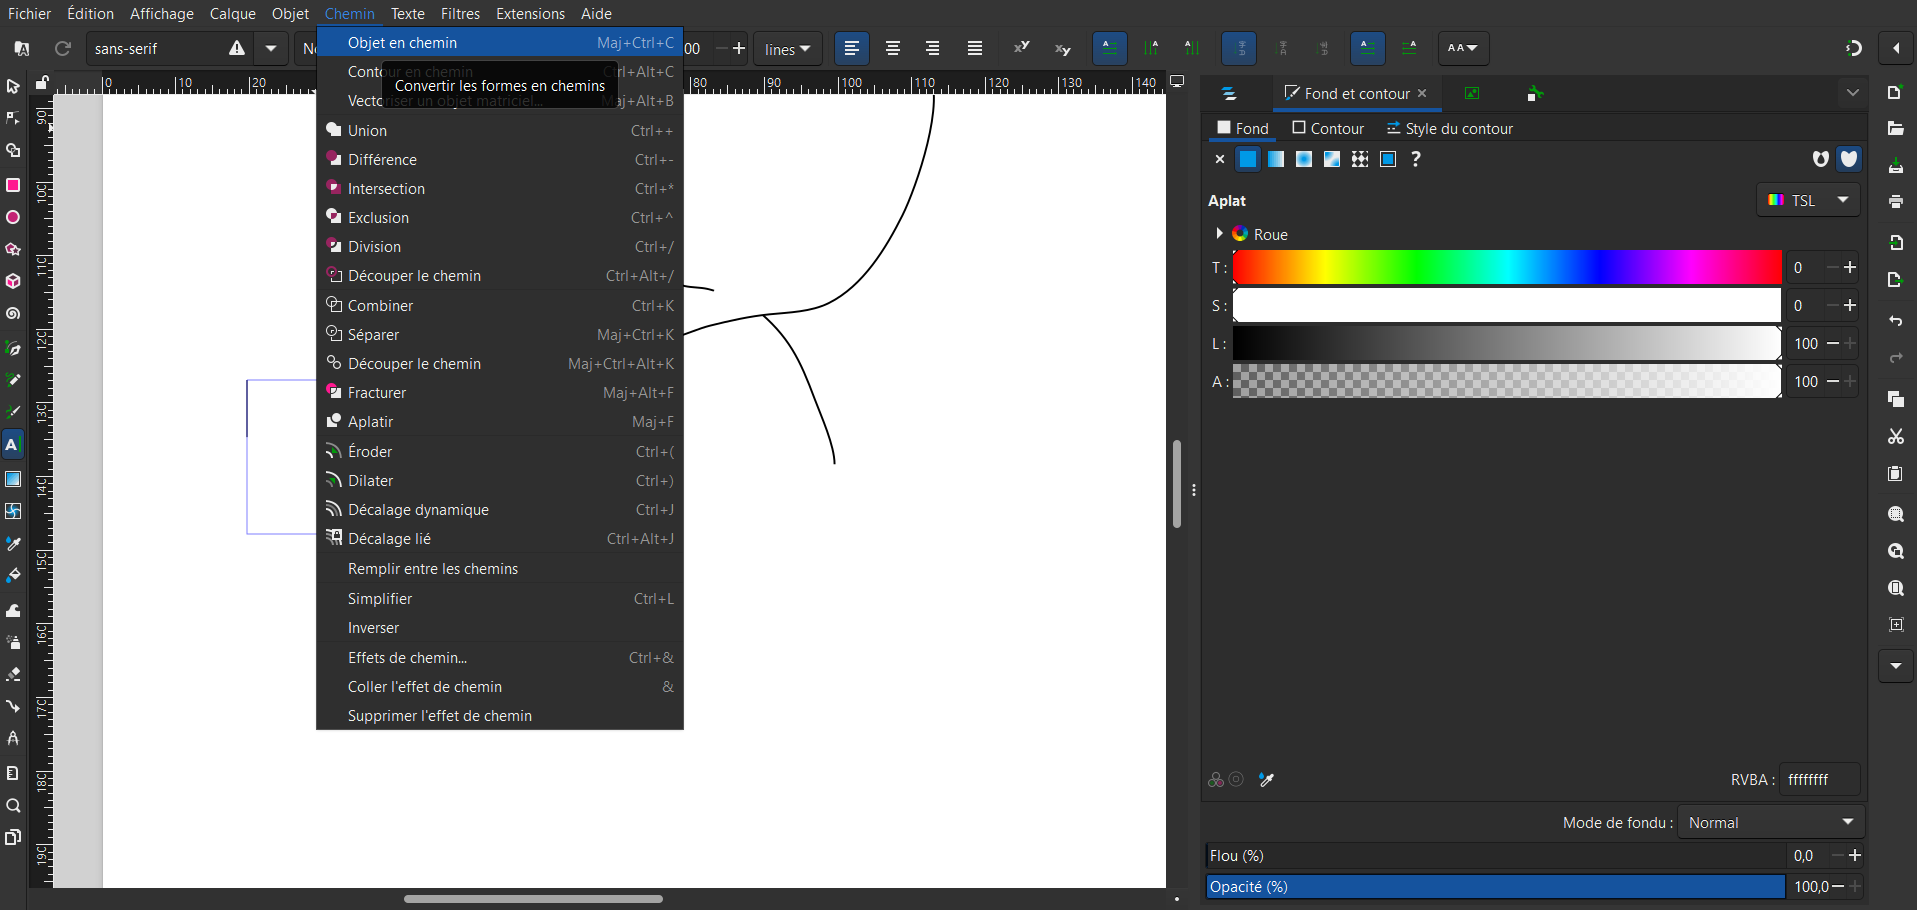 Fichier Édition Affichage Calque Objet Chemin Texte Filtres Extensions Aide
sans-serif
lines
Objet en chemin Maj+Ctrl+C
Contour en chemin Ctrl+Alt+C
Convertir les formes en chemins
Vectoriser un objet matriciel... Maj+Alt+B
Union Ctrl++
Différence Ctrl+-
Intersection Ctrl+*
Exclusion Ctrl+^
Division Ctrl+/
Découper le chemin Ctrl+Alt+/
Combiner Ctrl+K
Séparer Maj+Ctrl+K
Découper le chemin Maj+Ctrl+Alt+K
Fracturer Maj+Alt+F
Aplatir Maj+F
Éroder Ctrl+(
Dilater Ctrl+)
Décalage dynamique Ctrl+J
Décalage lié Ctrl+Alt+J
Remplir entre les chemins
Simplifier Ctrl+L
Inverser
Effets de chemin... Ctrl+&
Coller l'effet de chemin &
Supprimer l'effet de chemin
0 10 20 80 90 100 110 120 130 140
Fond et contour
Fond Contour Style du contour
Aplat TSL
Roue
T : 0
S : 0
L : 100
A : 100
RVBA : ffffffff
Mode de fondu : Normal
Flou (%) 0,0
Opacité (%) 100,0